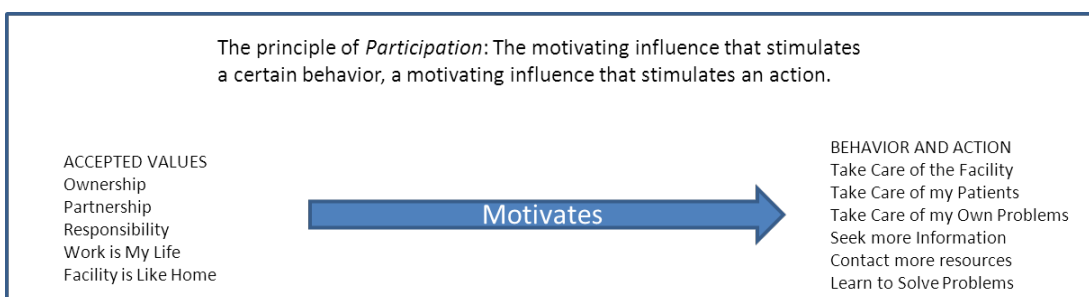 The principle of Participation: The motivating influence that stimulates
a certain behavior, a motivating influence that stimulates an action.
ACCEPTED VALUES
Ownership
Partnership
Responsibility
Work is My Life
Facility is Like Home
Motivates
BEHAVIOR AND ACTION
Take Care of the Facility
Take Care of my Patients
Take Care of my Own Problems
Seek more Information
Contact more resources
Learn to Solve Problems